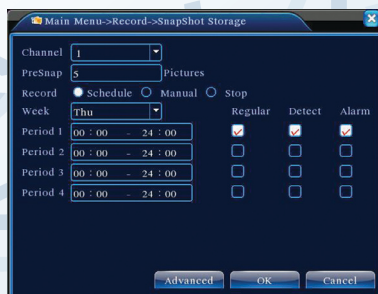 Main Menu->Record->SnapShot Storage
Channel 1
PreSnap 5 Pictures
Record Schedule Manual Stop
Week Thu Regular Detect Alarm
Period 1 00 : 00 - 24 : 00
Period 2 00 : 00 - 24 : 00
Period 3 00 : 00 - 24 : 00
Period 4 00 : 00 - 24 : 00
Advanced OK Cancel